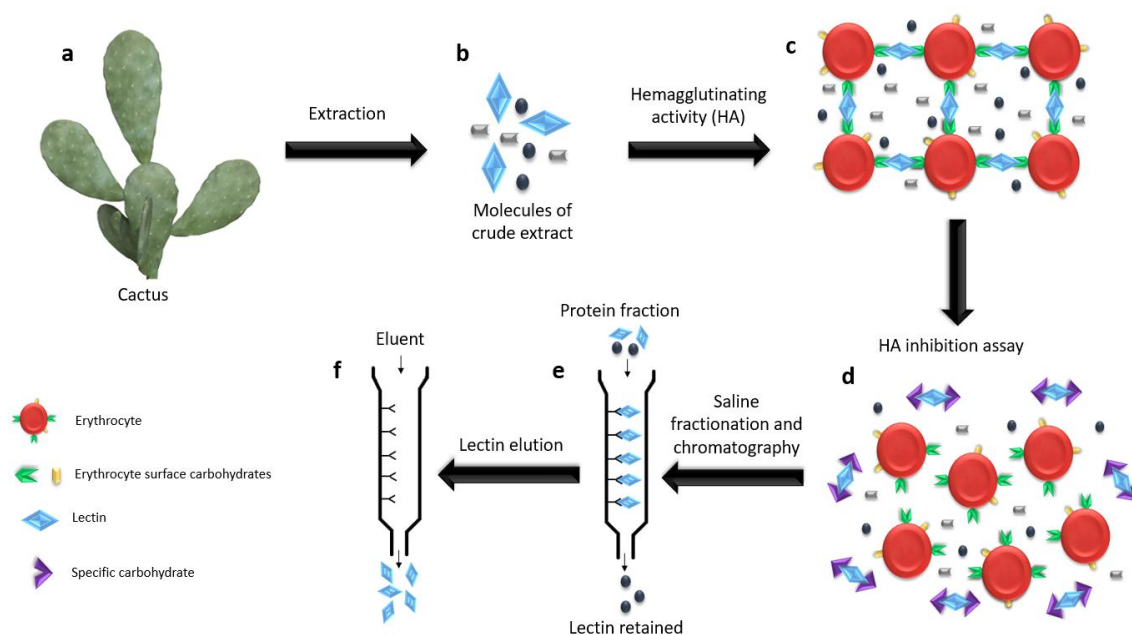 a
Cactus
Extraction
b
Molecules of
crude extract
Hemagglutinating
activity (HA)
c
HA inhibition assay
d
Saline
fractionation and
chromatography
Protein fraction
e
Lectin retained
Lectin elution
Eluent
f
Erythrocyte
Erythrocyte surface carbohydrates
Lectin
Specific carbohydrate